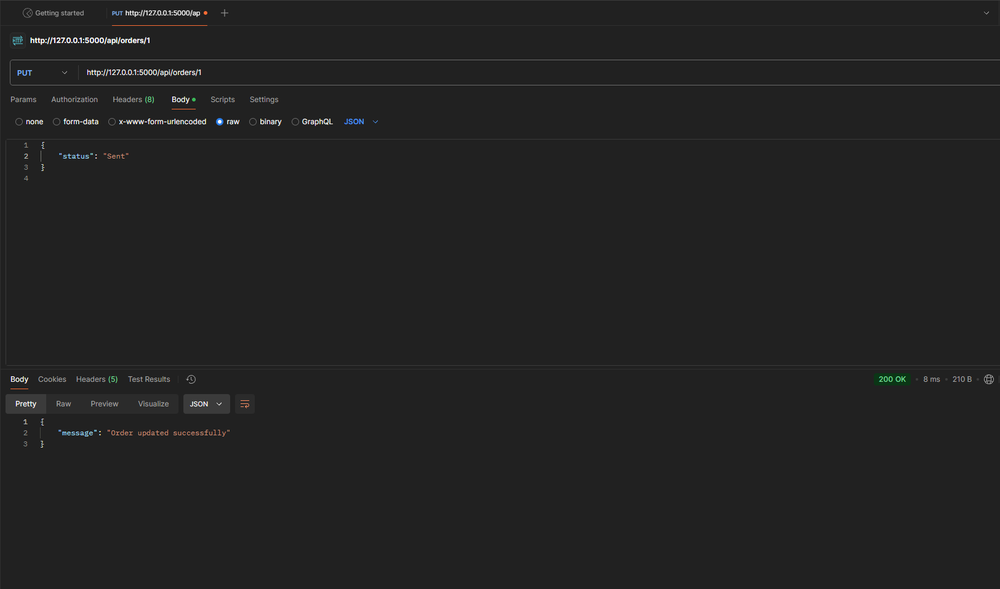 Getting started
PUT http://127.0.0.1:5000/ap
HTTP http://127.0.0.1:5000/api/orders/1
PUT http://127.0.0.1:5000/api/orders/1
Params Authorization Headers (8) Body Scripts Settings
none form-data x-www-form-urlencoded raw binary GraphQL JSON
1 {
2 "status": "Sent"
3 }
4
Body Cookies Headers (5) Test Results 200 OK 8 ms 210 B
Pretty Raw Preview Visualize JSON
1 {
2 "message": "Order updated successfully"
3 }